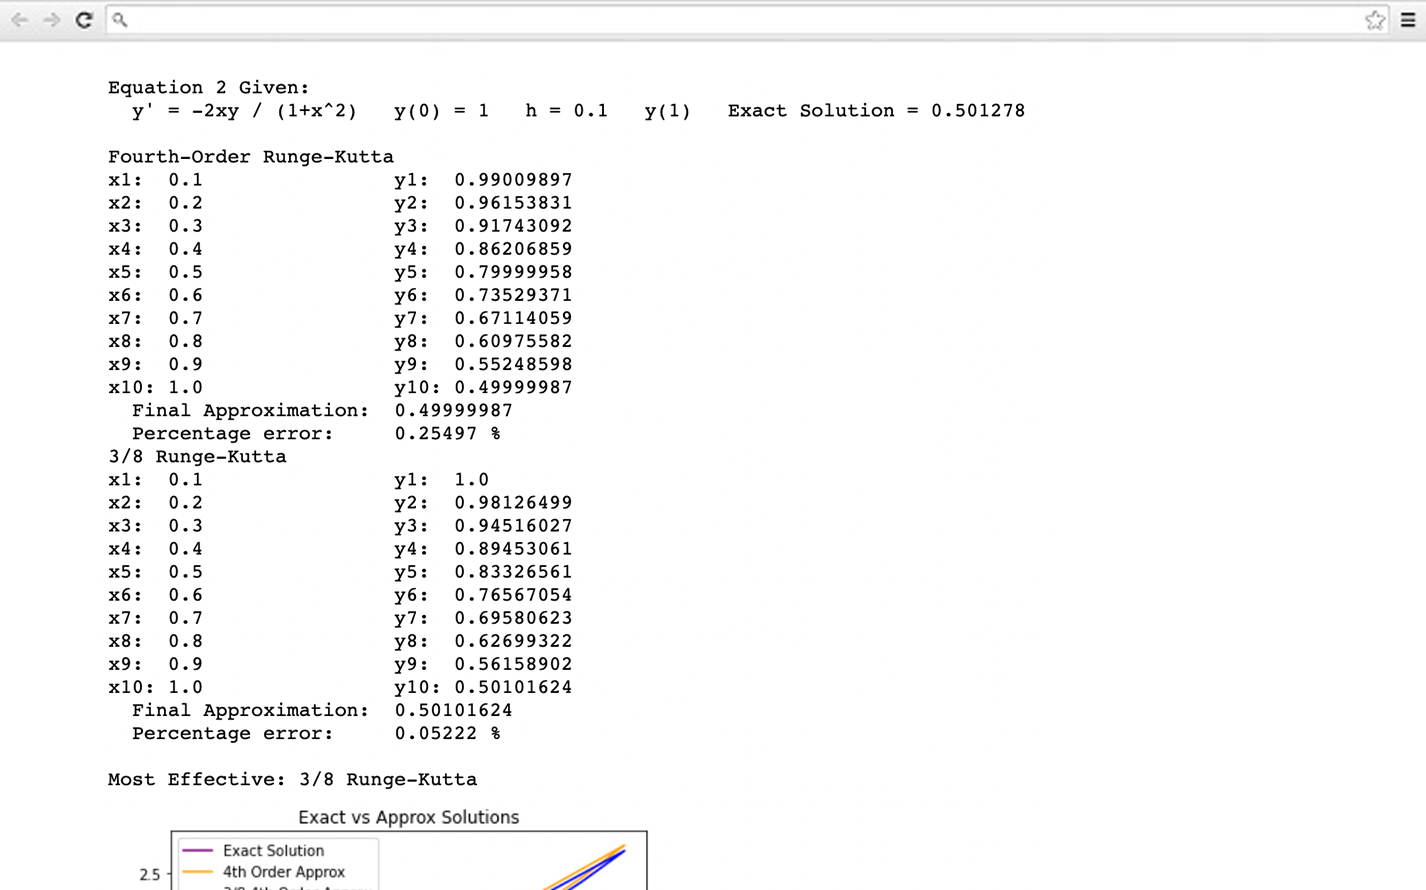 Equation 2 Given:
y' = -2xy / (1+x^2) y(0) = 1 h = 0.1 y(1) Exact Solution = 0.501278
Fourth-Order Runge-Kutta
x1: 0.1 y1: 0.99009897
x2: 0.2 y2: 0.96153831
x3: 0.3 y3: 0.91743092
x4: 0.4 y4: 0.86206859
x5: 0.5 y5: 0.79999958
x6: 0.6 y6: 0.73529371
x7: 0.7 y7: 0.67114059
x8: 0.8 y8: 0.60975582
x9: 0.9 y9: 0.55248598
x10: 1.0 y10: 0.49999987
Final Approximation: 0.49999987
Percentage error: 0.25497 %
3/8 Runge-Kutta
x1: 0.1 y1: 1.0
x2: 0.2 y2: 0.98126499
x3: 0.3 y3: 0.94516027
x4: 0.4 y4: 0.89453061
x5: 0.5 y5: 0.83326561
x6: 0.6 y6: 0.76567054
x7: 0.7 y7: 0.69580623
x8: 0.8 y8: 0.62699322
x9: 0.9 y9: 0.56158902
x10: 1.0 y10: 0.50101624
Final Approximation: 0.50101624
Percentage error: 0.05222 %
Most Effective: 3/8 Runge-Kutta
Exact vs Approx Solutions
Exact Solution
2.5 4th Order Approx